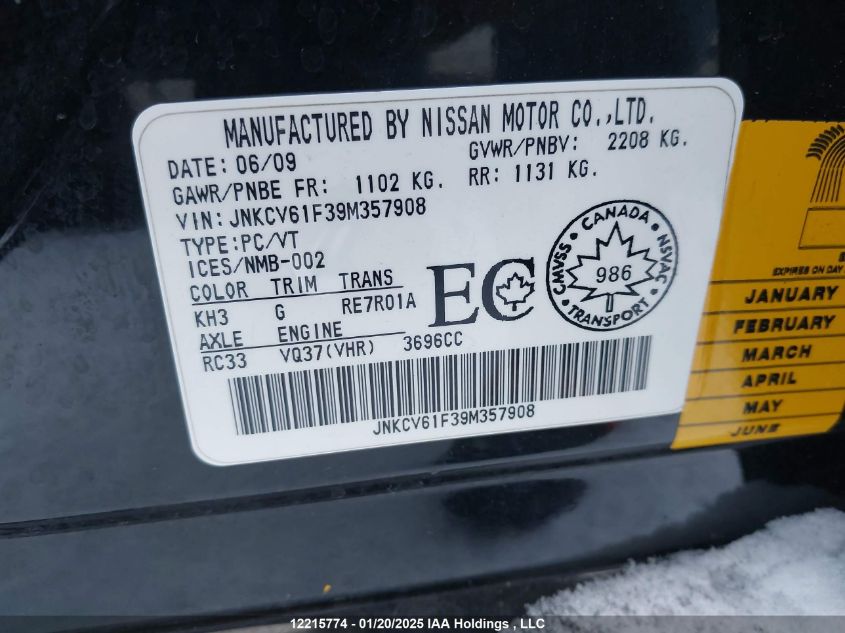 MANUFACTURED BY NISSAN MOTOR CO.,LTD.
DATE: 06/09 GVWR/PNBV: 2208 KG.
GAWR/PNBE FR: 1102 KG. RR: 1131 KG.
VIN: JNKCV61F39M357908
TYPE:PC/VT
ICES/NMB-002
COLOR TRIM TRANS
KH3 G RE7R01A
AXLE ENGINE
RC33 VQ37(VHR) 3696CC
EC
CANADA
CMVSS
NSVAC
986
TRANSPORT
JNKCV61F39M357908
EXPIRES ON DAY
JANUARY
FEBRUARY
MARCH
APRIL
MAY
JUNE
12215774 - 01/20/2025 IAA Holdings , LLC